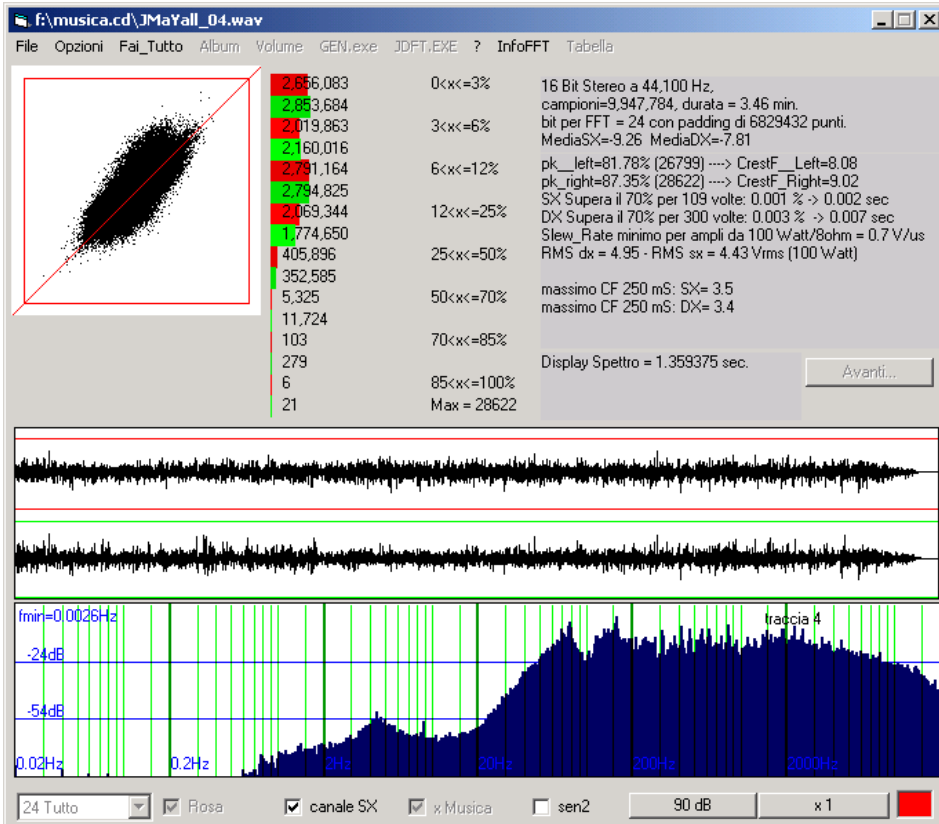 f:\musica.cd\JMaYall_04.wav
File Opzioni Fai_Tutto Album Volume GEN.exe JDFT.EXE ? InfoFFT Tabella
2,656,083 0<x<=3%
2,853,684
2,019,863 3<x<=6%
2,160,016
2,791,164 6<x<=12%
2,794,825
2,069,344 12<x<=25%
1,774,650
405,896 25<x<=50%
352,585
5,325 50<x<=70%
11,724
103 70<x<=85%
279
6 85<x<=100%
21 Max = 28622
16 Bit Stereo a 44,100 Hz,
campioni=9,947,784, durata = 3.46 min.
bit per FFT = 24 con padding di 6829432 punti.
MediaSX=-9.26 MediaDX=-7.81
pk__left=81.78% (26799) ----> CrestF__Left=8.08
pk_right=87.35% (28622) ----> CrestF_Right=9.02
SX Supera il 70% per 109 volte: 0.001 % -> 0.002 sec
DX Supera il 70% per 300 volte: 0.003 % -> 0.007 sec
Slew_Rate minimo per ampli da 100 Watt/8ohm = 0.7 V/us
RMS dx = 4.95 - RMS sx = 4.43 Vrms (100 Watt)
massimo CF 250 mS: SX= 3.5
massimo CF 250 mS: DX= 3.4
Display Spettro = 1.359375 sec.
Avanti...
fmin=0.0026Hz traccia 4
-24dB
-54dB
0.02Hz 0.2Hz 2Hz 20Hz 200Hz 2000Hz
24 Tutto Rosa canale SX x Musica sen2 90 dB x 1